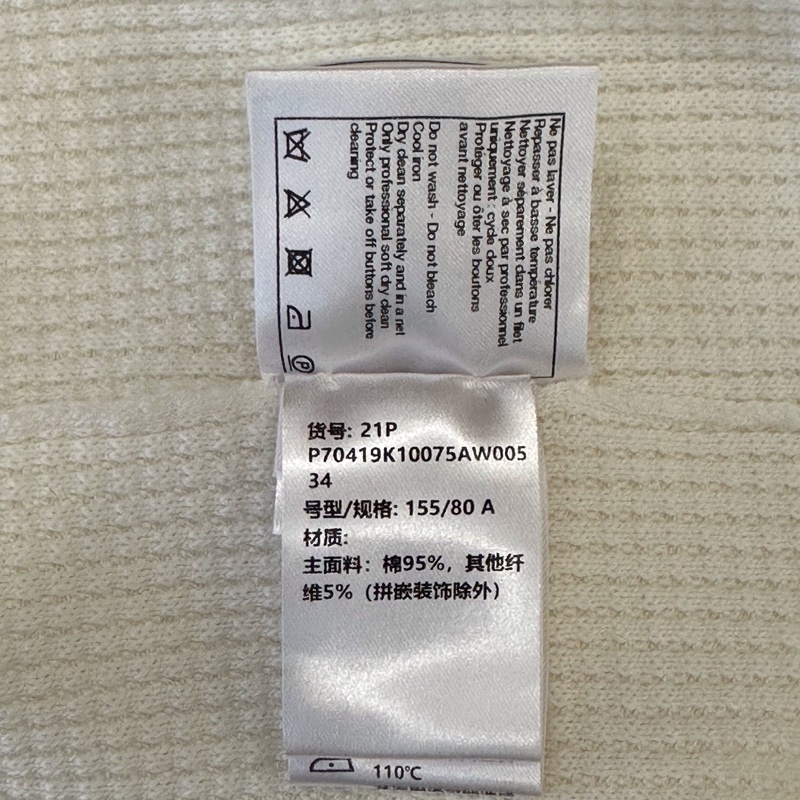 Ne pas laver - Ne pas chlorer
Repasser à basse température
Nettoyer séparement dans un filet
Nettoyage à sec par professionnel
uniquement : cycle doux
Protéger ou ôter les boutons
avant nettoyage
Do not wash - Do not bleach
Cool iron
Dry clean separately and in a net
Only professional soft dry clean
Protect or take off buttons before
cleaning
P
货号: 21P
P70419K10075AW005
34
号型/规格: 155/80 A
材质:
主面料：棉95%，其他纤
维5%（拼嵌装饰除外）
110℃